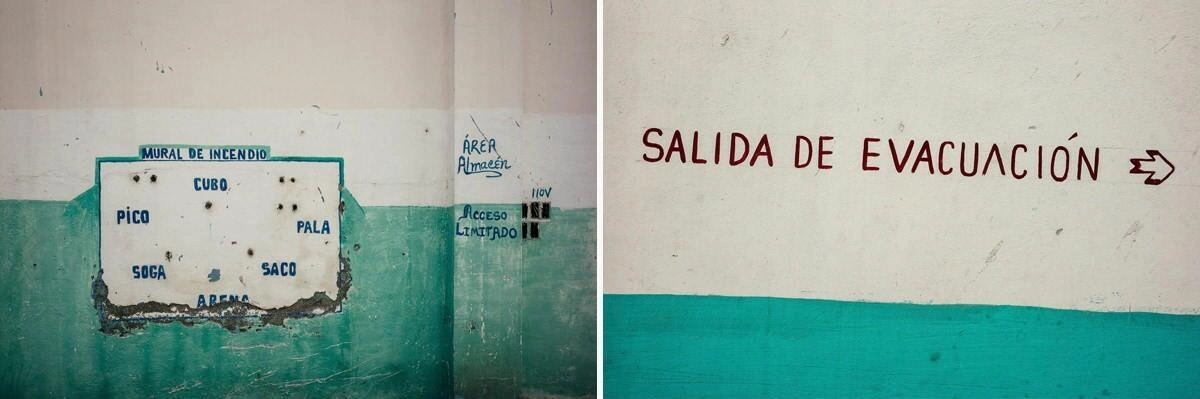 MURAL DE INCENDIO
CUBO
PICO
PALA
SOGA
SACO
ARENA
ÁREA
Almacén
110V
Acceso
Limitado
SALIDA DE EVACUACIÓN